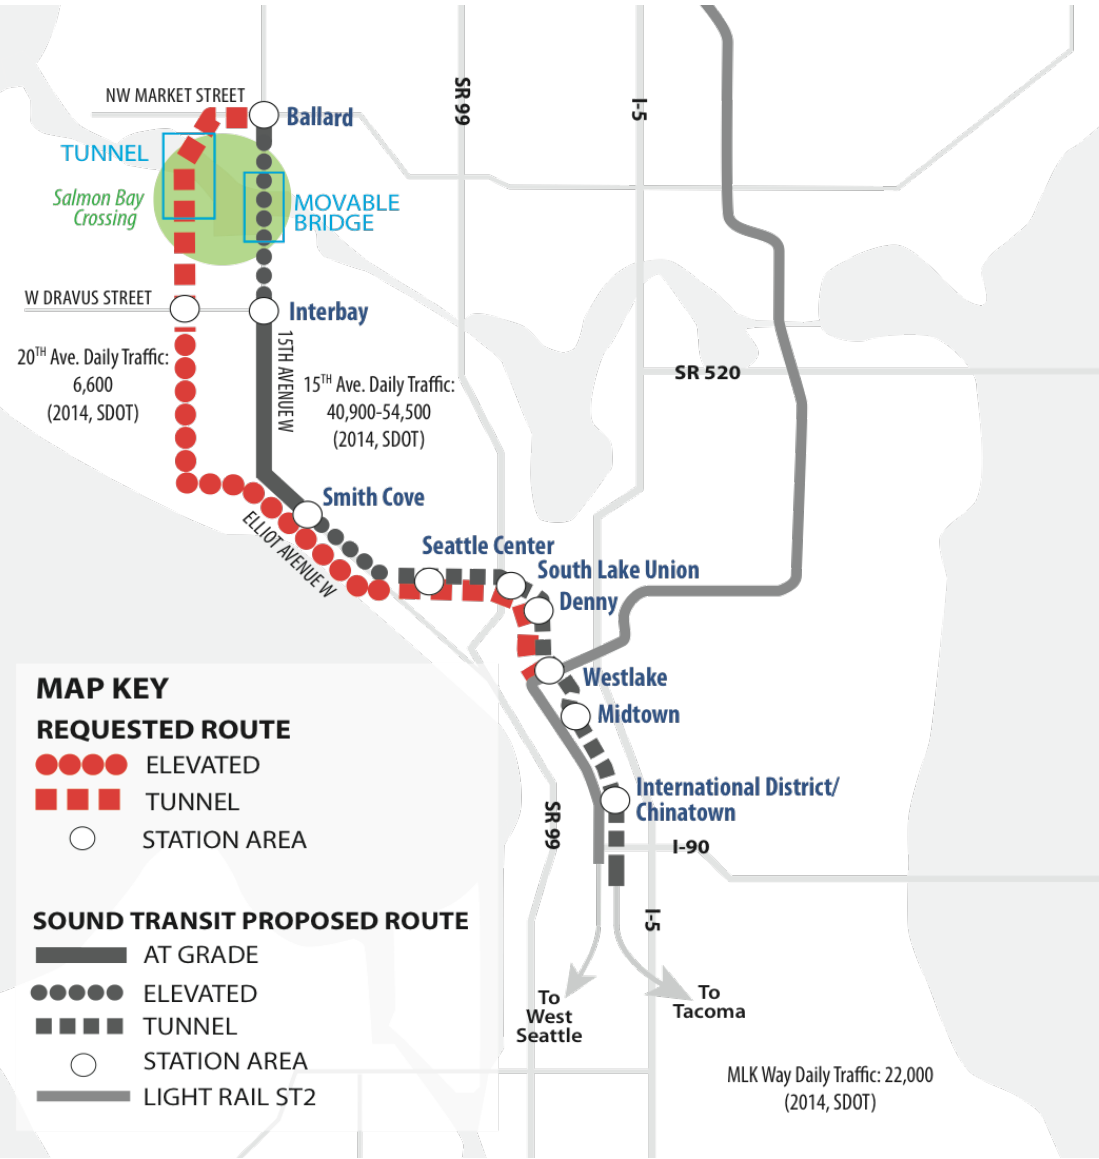 NW MARKET STREET
Ballard
SR 99
I-5
TUNNEL
Salmon Bay
Crossing
MOVABLE
BRIDGE
W DRAVUS STREET
Interbay
20TH Ave. Daily Traffic:
6,600
(2014, SDOT)
15TH AVENUE W
15TH Ave. Daily Traffic:
40,900-54,500
(2014, SDOT)
SR 520
Smith Cove
ELLIOT AVENUE W
Seattle Center
South Lake Union
Denny
Westlake
Midtown
International District/
Chinatown
SR 99
I-90
I-5
To
West
Seattle
To
Tacoma
MLK Way Daily Traffic: 22,000
(2014, SDOT)
MAP KEY
REQUESTED ROUTE
ELEVATED
TUNNEL
STATION AREA
SOUND TRANSIT PROPOSED ROUTE
AT GRADE
ELEVATED
TUNNEL
STATION AREA
LIGHT RAIL ST2